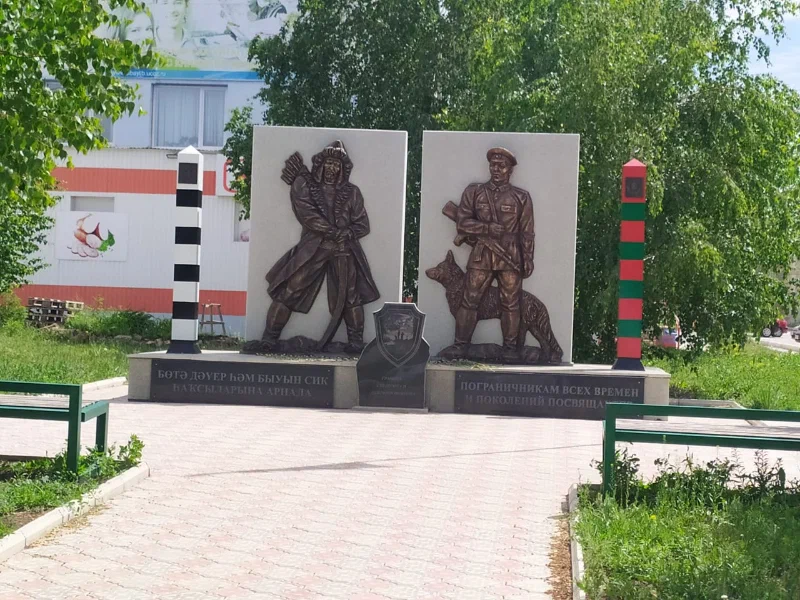 БӨТӘ ДӘҮЕР ҺӘМ БЫУЫН СИК
ҺАҠСЫЛАРЫНА АРНАЛА
ПОГРАНИЧНИКАМ ВСЕХ ВРЕМЕН
И ПОКОЛЕНИЙ ПОСВЯЩА